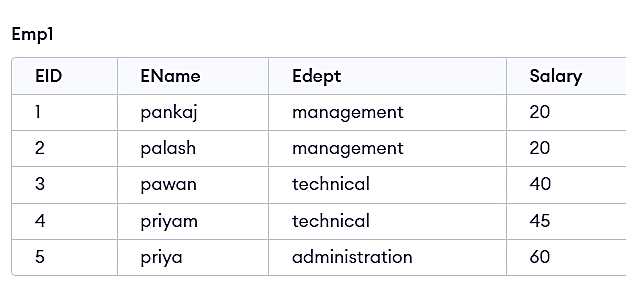 Emp1
EID EName Edept Salary
1 pankaj management 20
2 palash management 20
3 pawan technical 40
4 priyam technical 45
5 priya administration 60